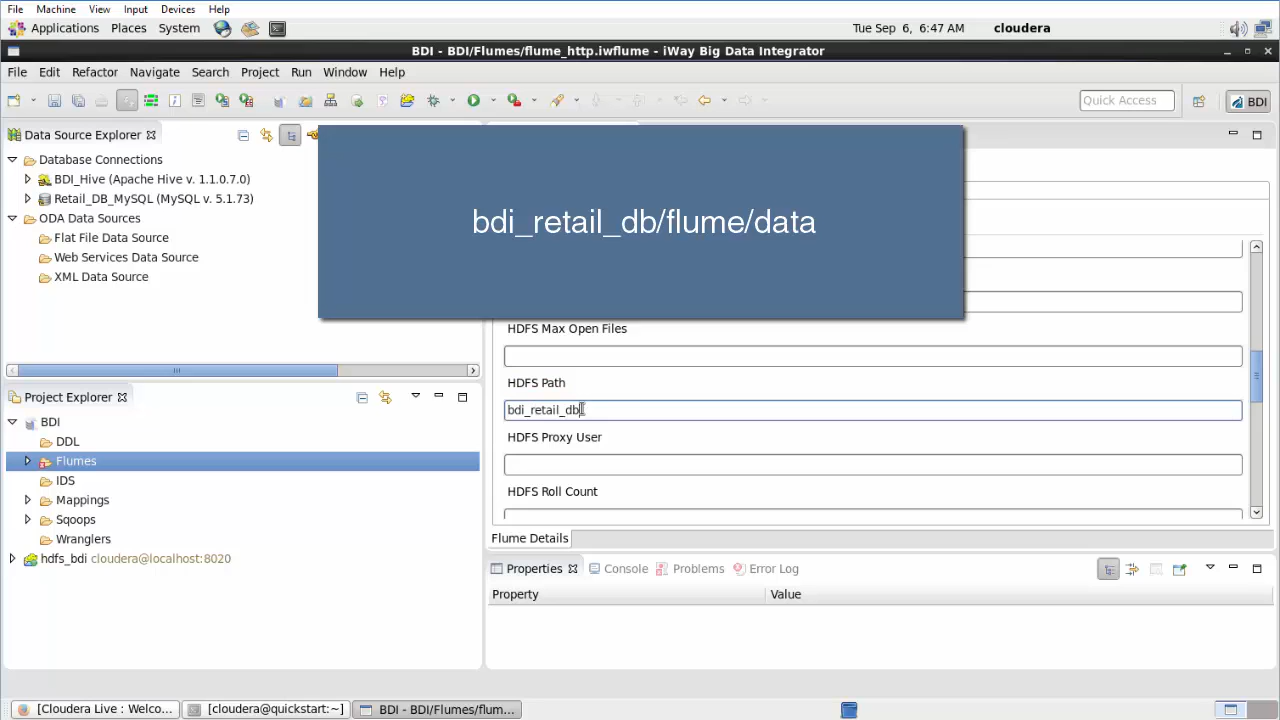 File Machine View Input Devices Help
Applications Places System Tue Sep 6, 6:47 AM cloudera
BDI - BDI/Flumes/flume_http.iwflume - iWay Big Data Integrator
File Edit Refactor Navigate Search Project Run Window Help
Quick Access BDI
Data Source Explorer
Database Connections
BDI_Hive (Apache Hive v. 1.1.0.7.0)
Retail_DB_MySQL (MySQL v. 5.1.73)
ODA Data Sources
Flat File Data Source
Web Services Data Source
XML Data Source
bdi_retail_db/flume/data
HDFS Max Open Files
HDFS Path
bdi_retail_db
HDFS Proxy User
HDFS Roll Count
Flume Details
Project Explorer
BDI
DDL
Flumes
IDS
Mappings
Sqoops
Wranglers
hdfs_bdi cloudera@localhost:8020
Properties Console Problems Error Log
Property Value
[Cloudera Live : Welco... [cloudera@quickstart:~] BDI - BDI/Flumes/flum...